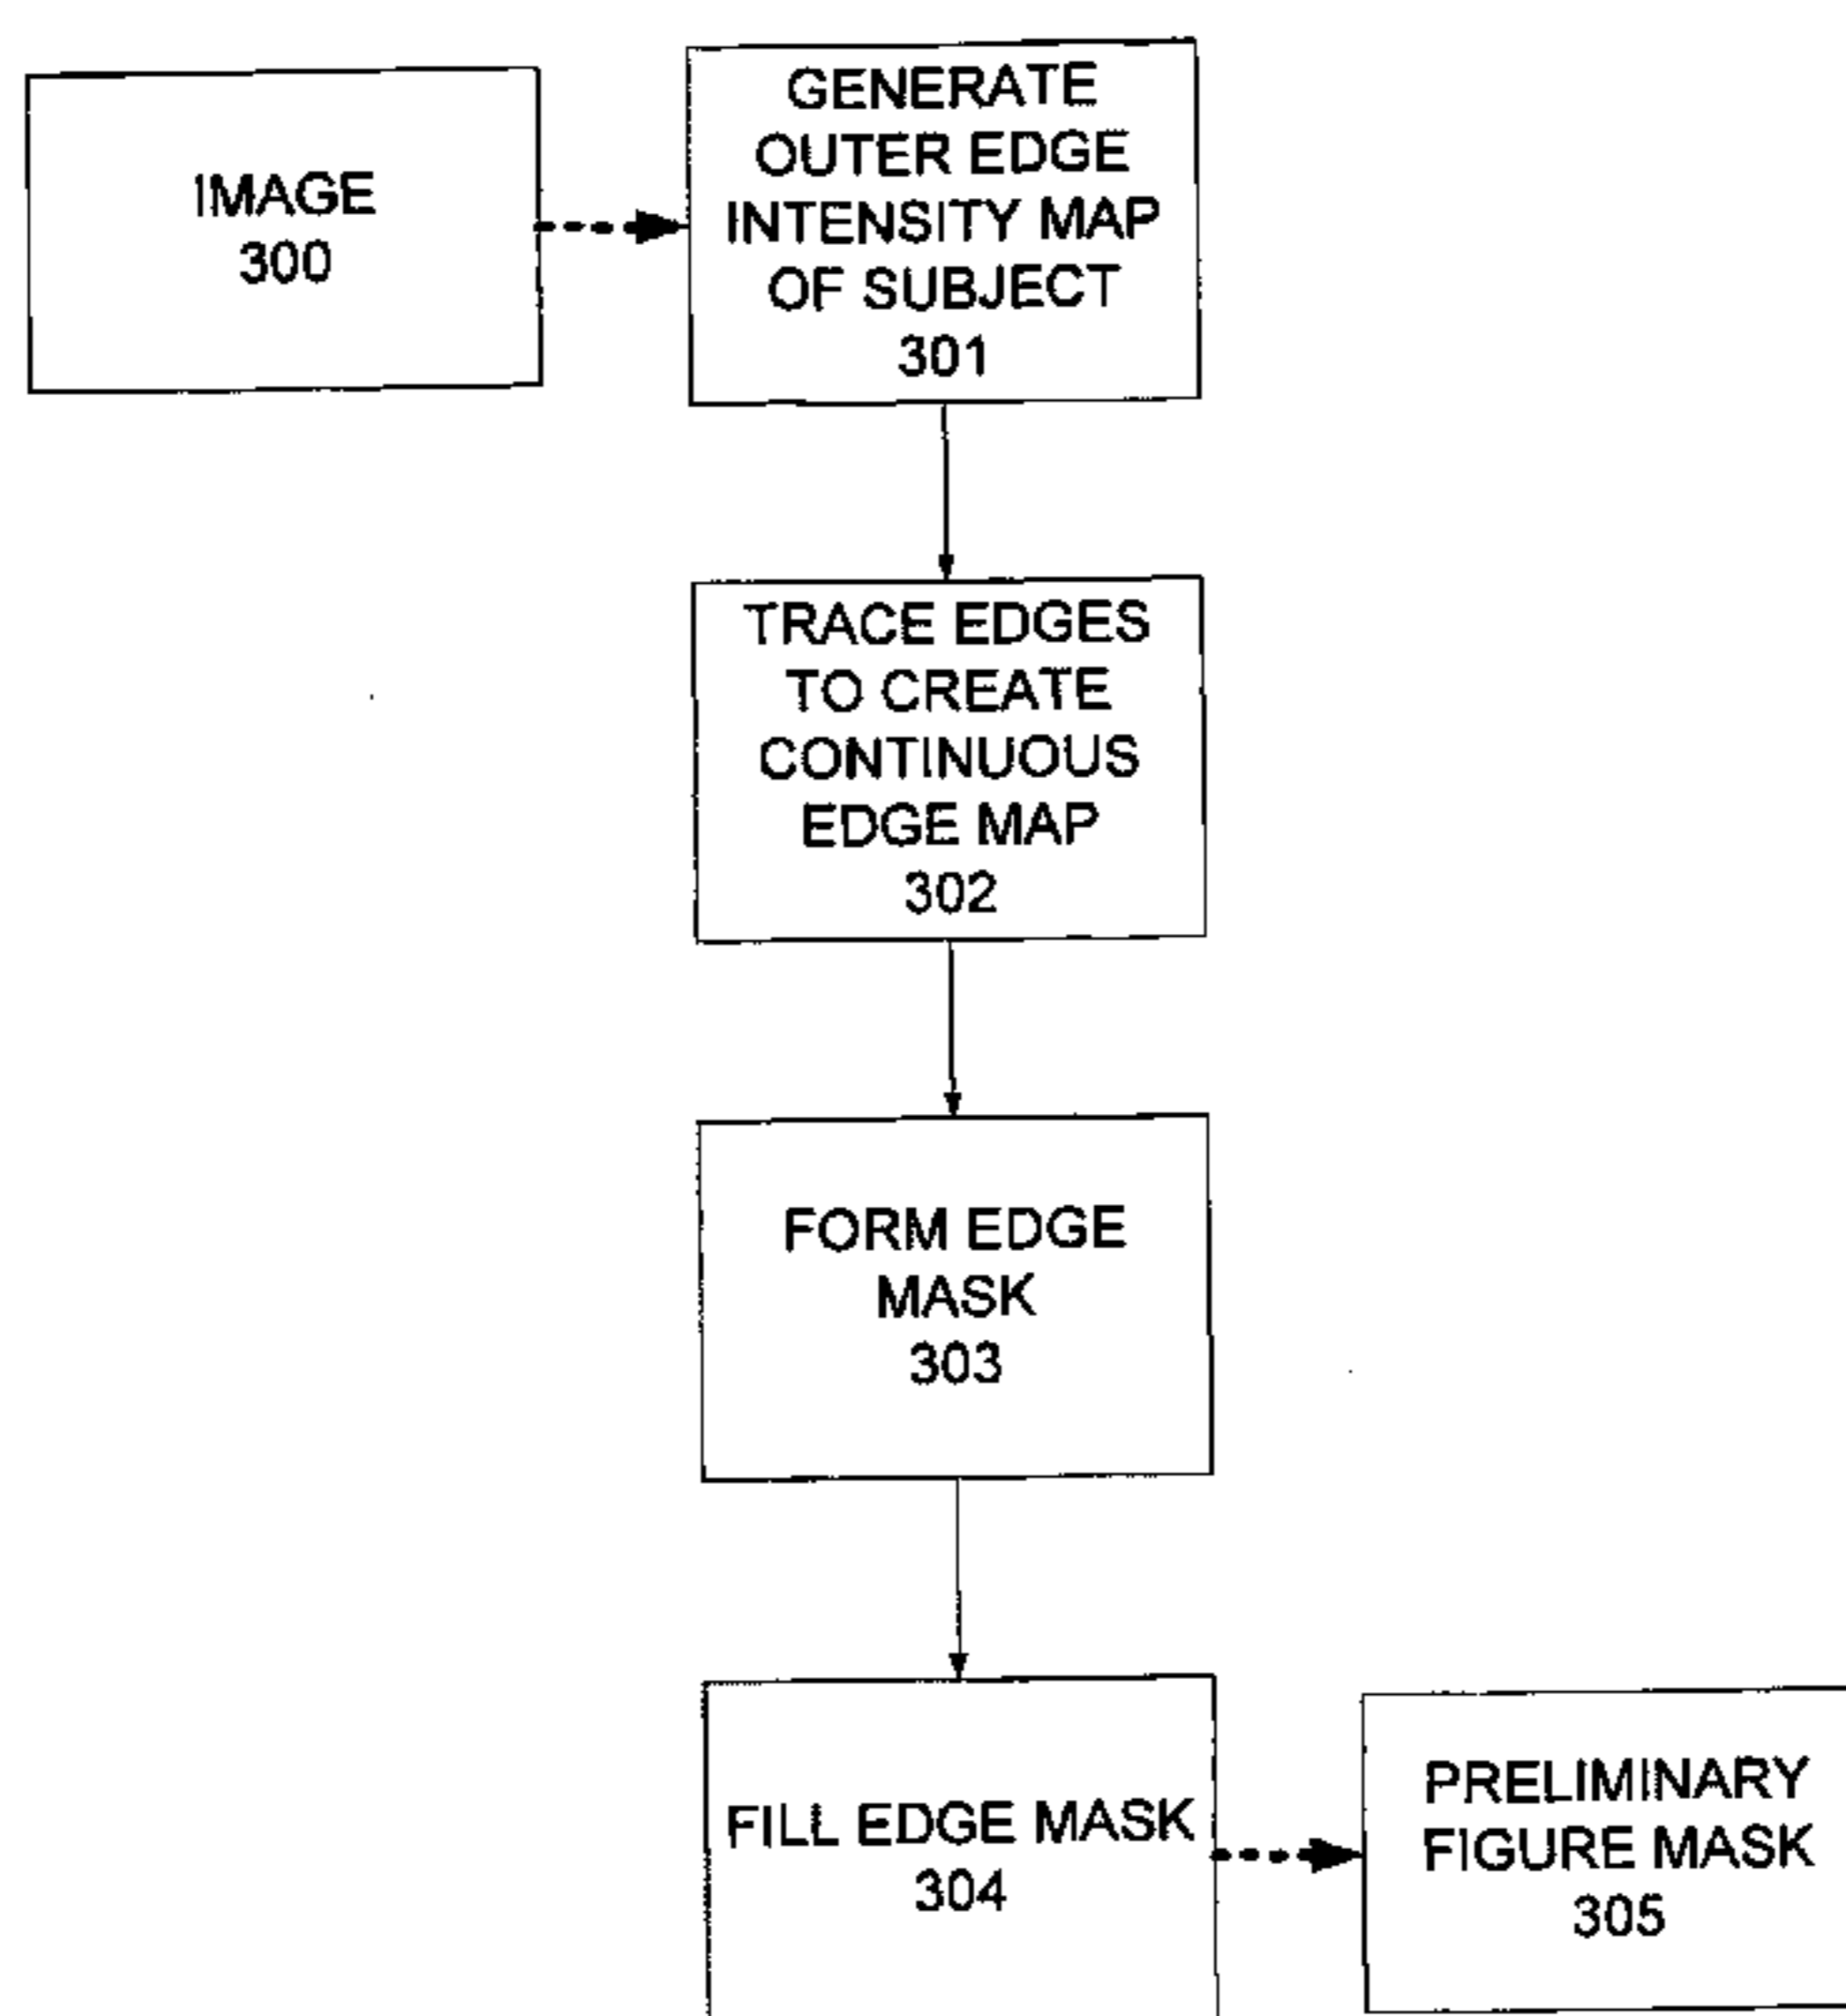 IMAGE
300
GENERATE
OUTER EDGE
INTENSITY MAP
OF SUBJECT
301
TRACE EDGES
TO CREATE
CONTINUOUS
EDGE MAP
302
FORM EDGE
MASK
303
FILL EDGE MASK
304
PRELIMINARY
FIGURE MASK
305